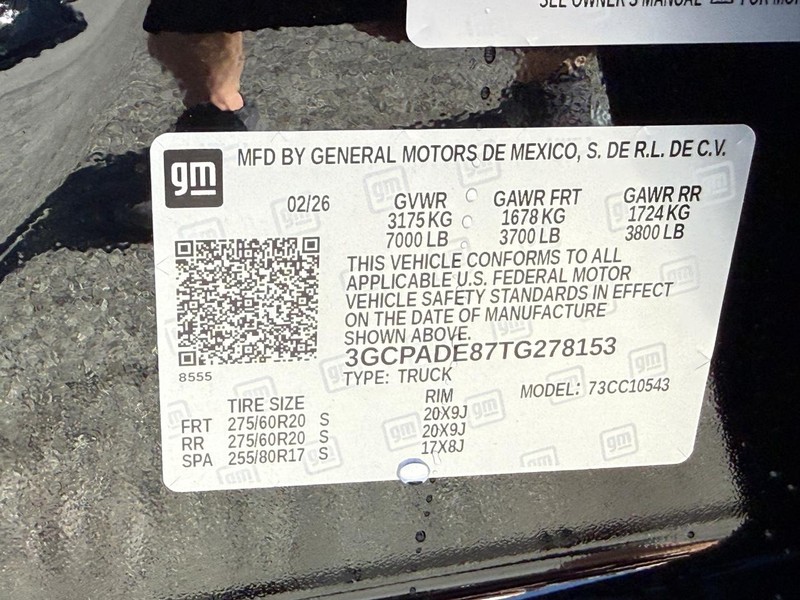 SEE OWNER'S MANUAL
gm
MFD BY GENERAL MOTORS DE MEXICO, S. DE R.L. DE C.V.
02/26
GVWR GAWR FRT GAWR RR
3175 KG 1678 KG 1724 KG
7000 LB 3700 LB 3800 LB
THIS VEHICLE CONFORMS TO ALL
APPLICABLE U.S. FEDERAL MOTOR
VEHICLE SAFETY STANDARDS IN EFFECT
ON THE DATE OF MANUFACTURE
SHOWN ABOVE.
3GCPADE87TG278153
8555
TYPE: TRUCK
MODEL: 73CC10543
TIRE SIZE RIM
FRT 275/60R20 S 20X9J
RR 275/60R20 S 20X9J
SPA 255/80R17 S 17X8J